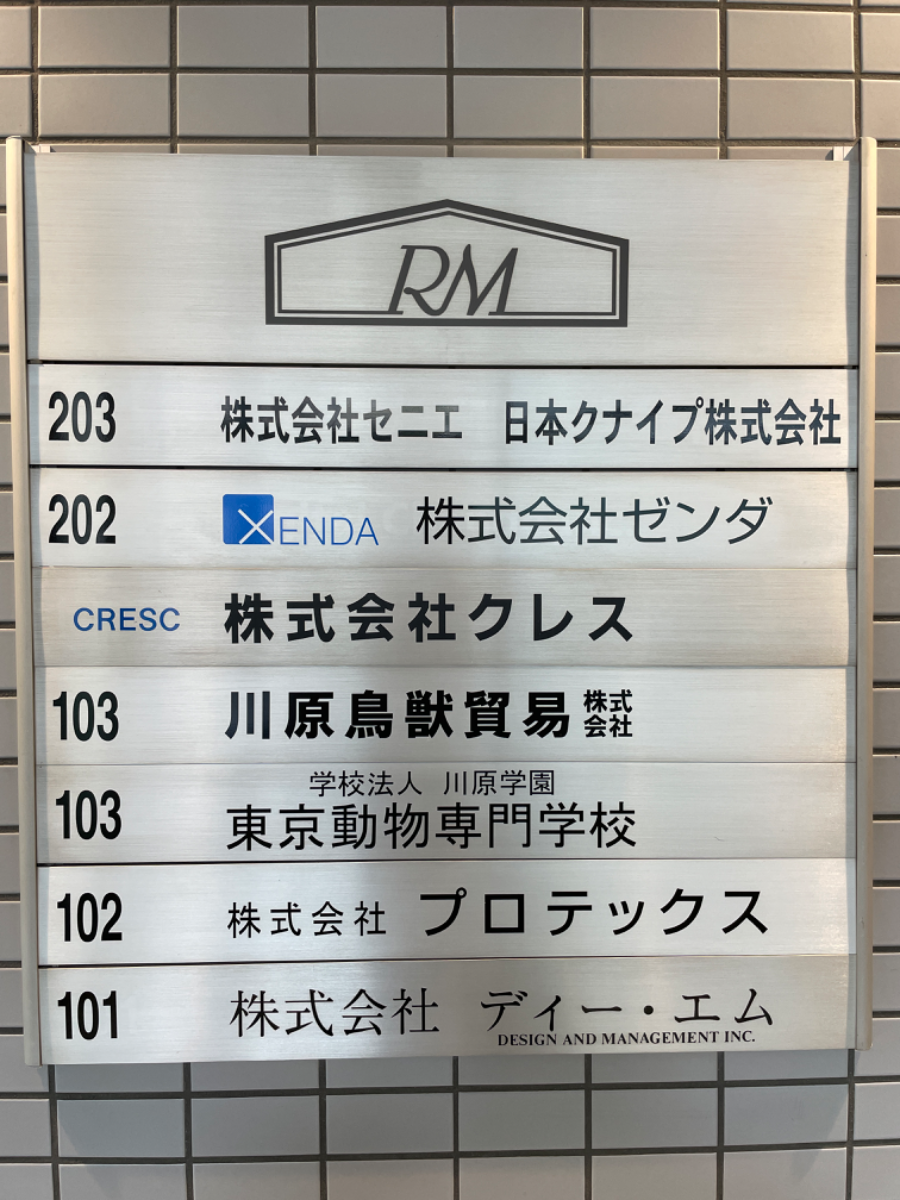 RM
203 株式会社セニエ 日本クナイプ株式会社
202 XENDA 株式会社ゼンダ
CRESC 株式会社クレス
103 川原鳥獣貿易 株式会社
学校法人 川原学園
103 東京動物専門学校
102 株式会社 プロテックス
101 株式会社 ディー・エム
DESIGN AND MANAGEMENT INC.